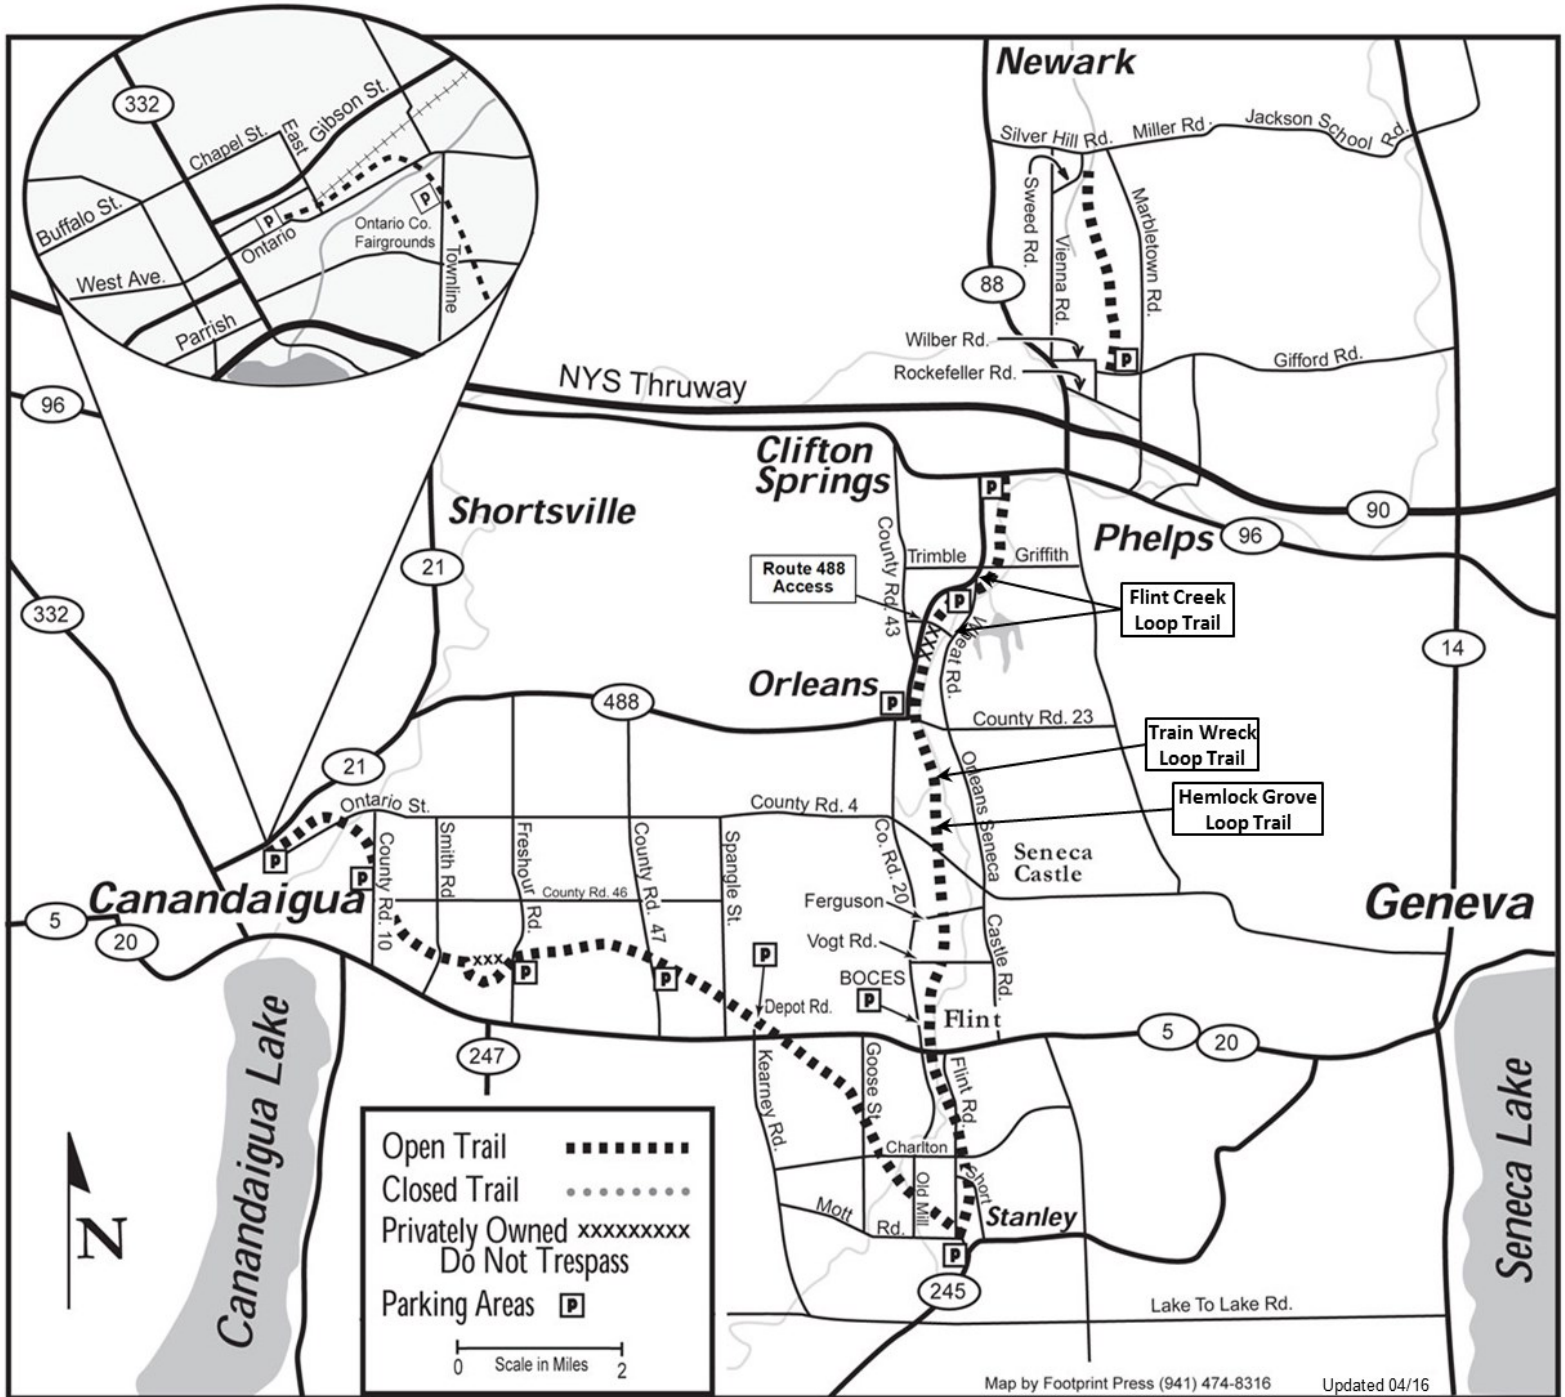 332
Chapel St.
East
Gibson St.
Buffalo St.
P
Ontario
Ontario Co.
Fairgrounds
P
West Ave.
Townline
Parrish
Newark
Silver Hill Rd.
Miller Rd.
Jackson School Rd.
Sweed Rd.
Vienna Rd.
Marbletown Rd.
88
Wilber Rd.
Rockefeller Rd.
P
Gifford Rd.
96
NYS Thruway
Clifton
Springs
P
Shortsville
90
Phelps
96
County Rd. 43
Trimble
Griffith
21
Route 488
Access
P
Flint Creek
Loop Trail
332
xxx
Wheat Rd.
14
Orleans
P
488
County Rd. 23
Train Wreck
Loop Trail
21
Orleans Seneca
Hemlock Grove
Loop Trail
Ontario St.
County Rd. 4
P
County Rd. 10
Smith Rd
Freshour Rd.
County Rd. 47
Spangle St.
Co. Rd. 20
Seneca
Castle
P
Canandaigua
County Rd. 46
Ferguson
Geneva
5
20
Vogt Rd.
Castle Rd.
xxx
P
P
P
BOCES
P
Depot Rd.
Flint
5
20
247
Kearney Rd.
Goose St.
Flint Rd.
Canandaigua Lake
Seneca Lake
Open Trail
Closed Trail
Privately Owned xxxxxxxxx
Do Not Trespass
Parking Areas P
0 Scale in Miles 2
Charlton
Old Mill
Short
Mott Rd.
Stanley
P
245
N
Lake To Lake Rd.
Map by Footprint Press (941) 474-8316
Updated 04/16